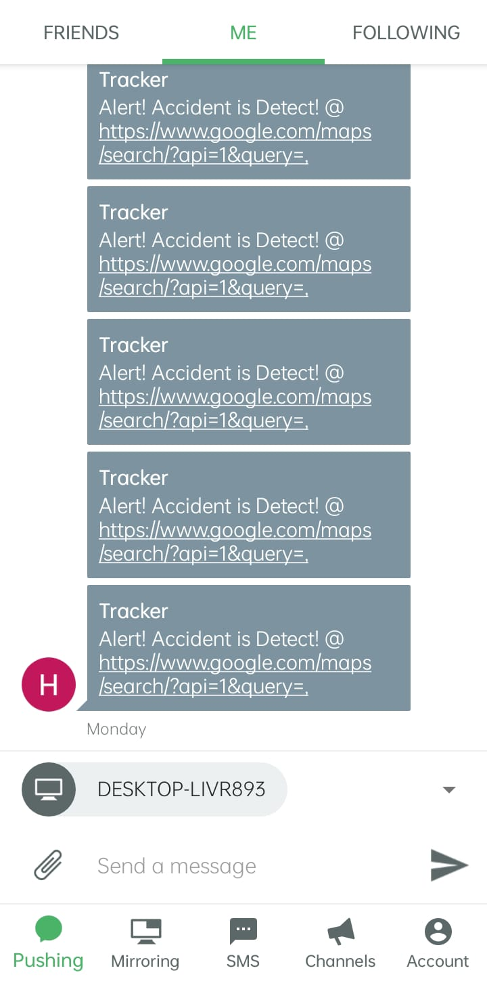 FRIENDS ME FOLLOWING
Tracker
Alert! Accident is Detect! @
https://www.google.com/maps
/search/?api=1&query=,
Tracker
Alert! Accident is Detect! @
https://www.google.com/maps
/search/?api=1&query=,
Tracker
Alert! Accident is Detect! @
https://www.google.com/maps
/search/?api=1&query=,
Tracker
Alert! Accident is Detect! @
https://www.google.com/maps
/search/?api=1&query=,
Tracker
Alert! Accident is Detect! @
https://www.google.com/maps
/search/?api=1&query=,
H
Monday
DESKTOP-LIVR893
Send a message
Pushing Mirroring SMS Channels Account